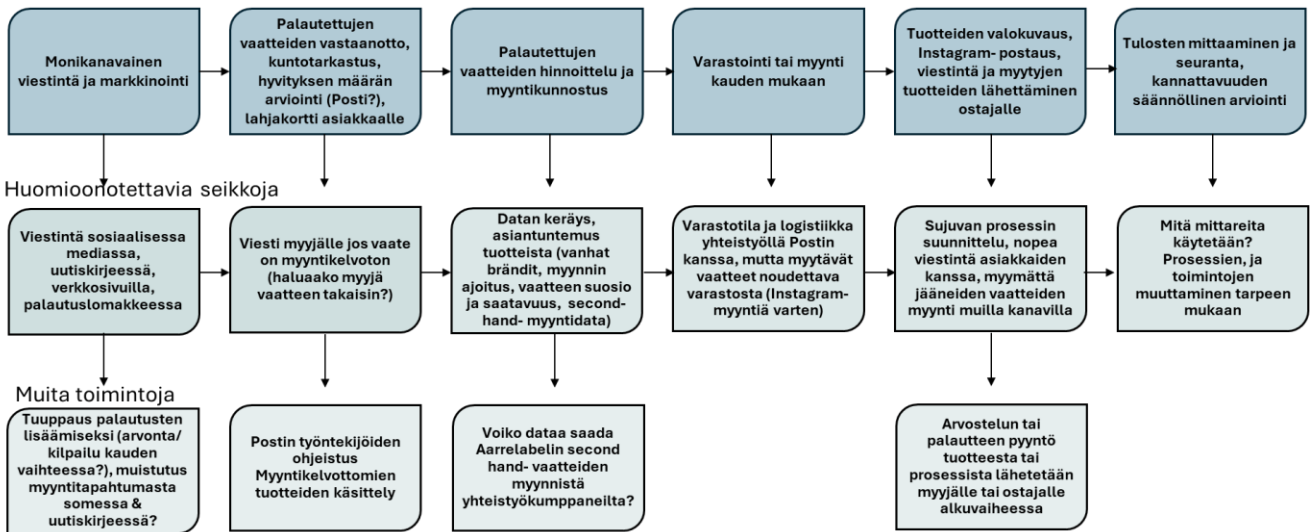 Monikanavainen
viestintä ja markkinointi
Palautettujen
vaatteiden vastaanotto,
kuntotarkastus,
hyvityksen määrän
arviointi (Posti?),
lahjakortti asiakkaalle
Palautettujen
vaatteiden hinnoittelu ja
myyntikunnostus
Varastointi tai myynti
kauden mukaan
Tuotteiden valokuvaus,
Instagram- postaus,
viestintä ja myytyjen
tuotteiden lähettäminen
ostajalle
Tulosten mittaaminen ja
seuranta,
kannattavuuden
säännöllinen arviointi
Huomioonotettavia seikkoja
Viestintä sosiaalisessa
mediassa,
uutiskirjeessä,
verkkosivuilla,
palautuslomakkeessa
Viesti myyjälle jos vaate
on myyntikelvoton
(haluaako myyjä
vaatteen takaisin?)
Datan keräys,
asiantuntemus
tuotteista (vanhat
brändit, myynnin
ajoitus, vaatteen suosio
ja saatavuus, second-
hand- myyntidata)
Varastotila ja logistiikka
yhteistyöllä Postin
kanssa, mutta myytävät
vaatteet noudettava
varastosta (Instagram-
myyntiä varten)
Sujuvan prosessin
suunnittelu, nopea
viestintä asiakkaiden
kanssa, myymättä
jääneiden vaatteiden
myynti muilla kanavilla
Mitä mittareita
käytetään?
Prosessien, ja
toimintojen
muuttaminen tarpeen
mukaan
Muita toimintoja
Tuuppaus palautusten
lisäämiseksi (arvonta/
kilpailu kauden
vaihteessa?), muistutus
myyntitapahtumasta
somessa &
uutiskirjeessä?
Postin työntekijöiden
ohjeistus
Myyntikelvottomien
tuotteiden käsittely
Voiko dataa saada
Aarrelabelin second
hand- vaatteiden
myynnistä
yhteistyökumppaneilta?
Arvostelun tai
palautteen pyyntö
tuotteesta tai
prosessista lähetetään
myyjälle tai ostajalle
alkuvaiheessa